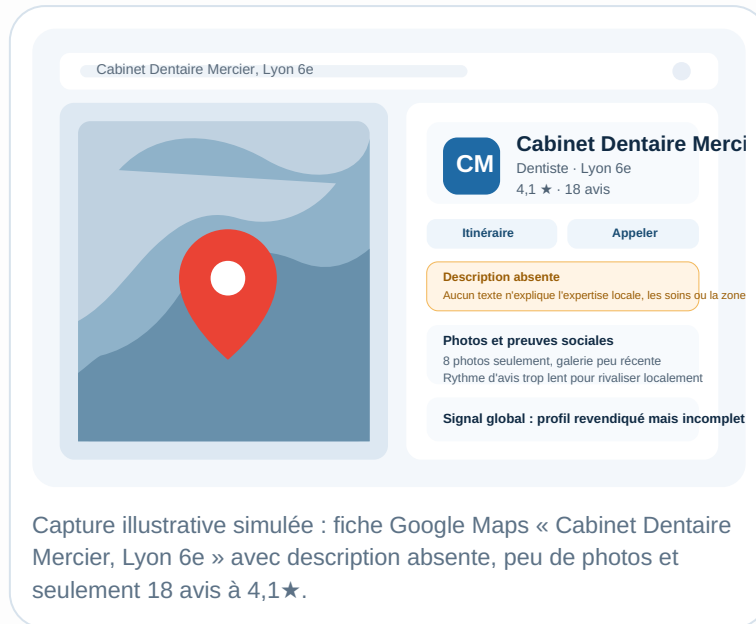 Cabinet Dentaire Mercier, Lyon 6e
CM
Cabinet Dentaire Merci
Dentiste · Lyon 6e
4,1 ★ · 18 avis
Itinéraire
Appeler
Description absente
Aucun texte n'explique l'expertise locale, les soins ou la zone
Photos et preuves sociales
8 photos seulement, galerie peu récente
Rythme d'avis trop lent pour rivaliser localement
Signal global : profil revendiqué mais incomplet
Capture illustrative simulée : fiche Google Maps « Cabinet Dentaire
Mercier, Lyon 6e » avec description absente, peu de photos et
seulement 18 avis à 4,1★.